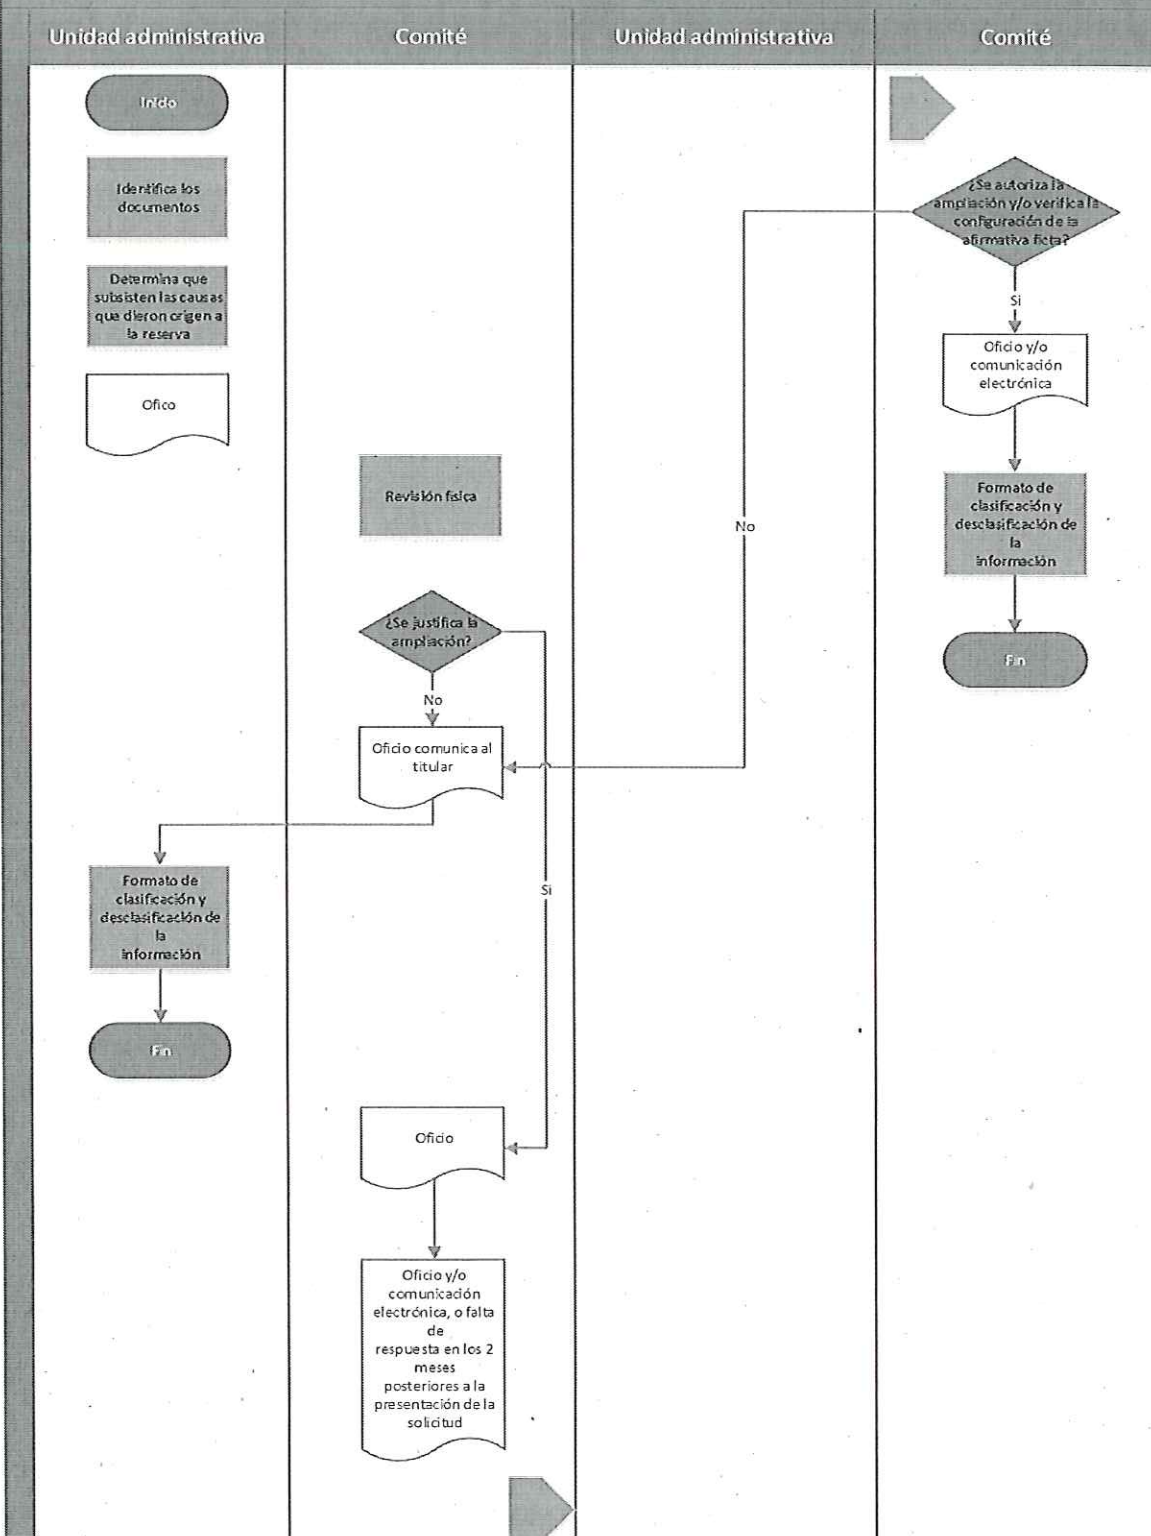 Unidad administrativa
Comité
Unidad administrativa
Comité
Inicio
Identifica los
documentos
Determina que
subsisten las causas
que dieron origen a
la reserva
Ofico
Revisión física
¿Se justifica la
ampliación?
No
Oficio comunica al
titular
Formato de
clasificación y
desclasificación de
la
información
Fin
Si
Oficio
Oficio y/o
comunicación
electrónica, o falta
de
respuesta en los 2
meses
posteriores a la
presentación de la
solicitud
No
¿Se autoriza la
ampliación y/o verifica la
configuración de la
afirmativa ficta?
Si
Oficio y/o
comunicación
electrónica
Formato de
clasificación y
desclasificación de
la
información
Fin